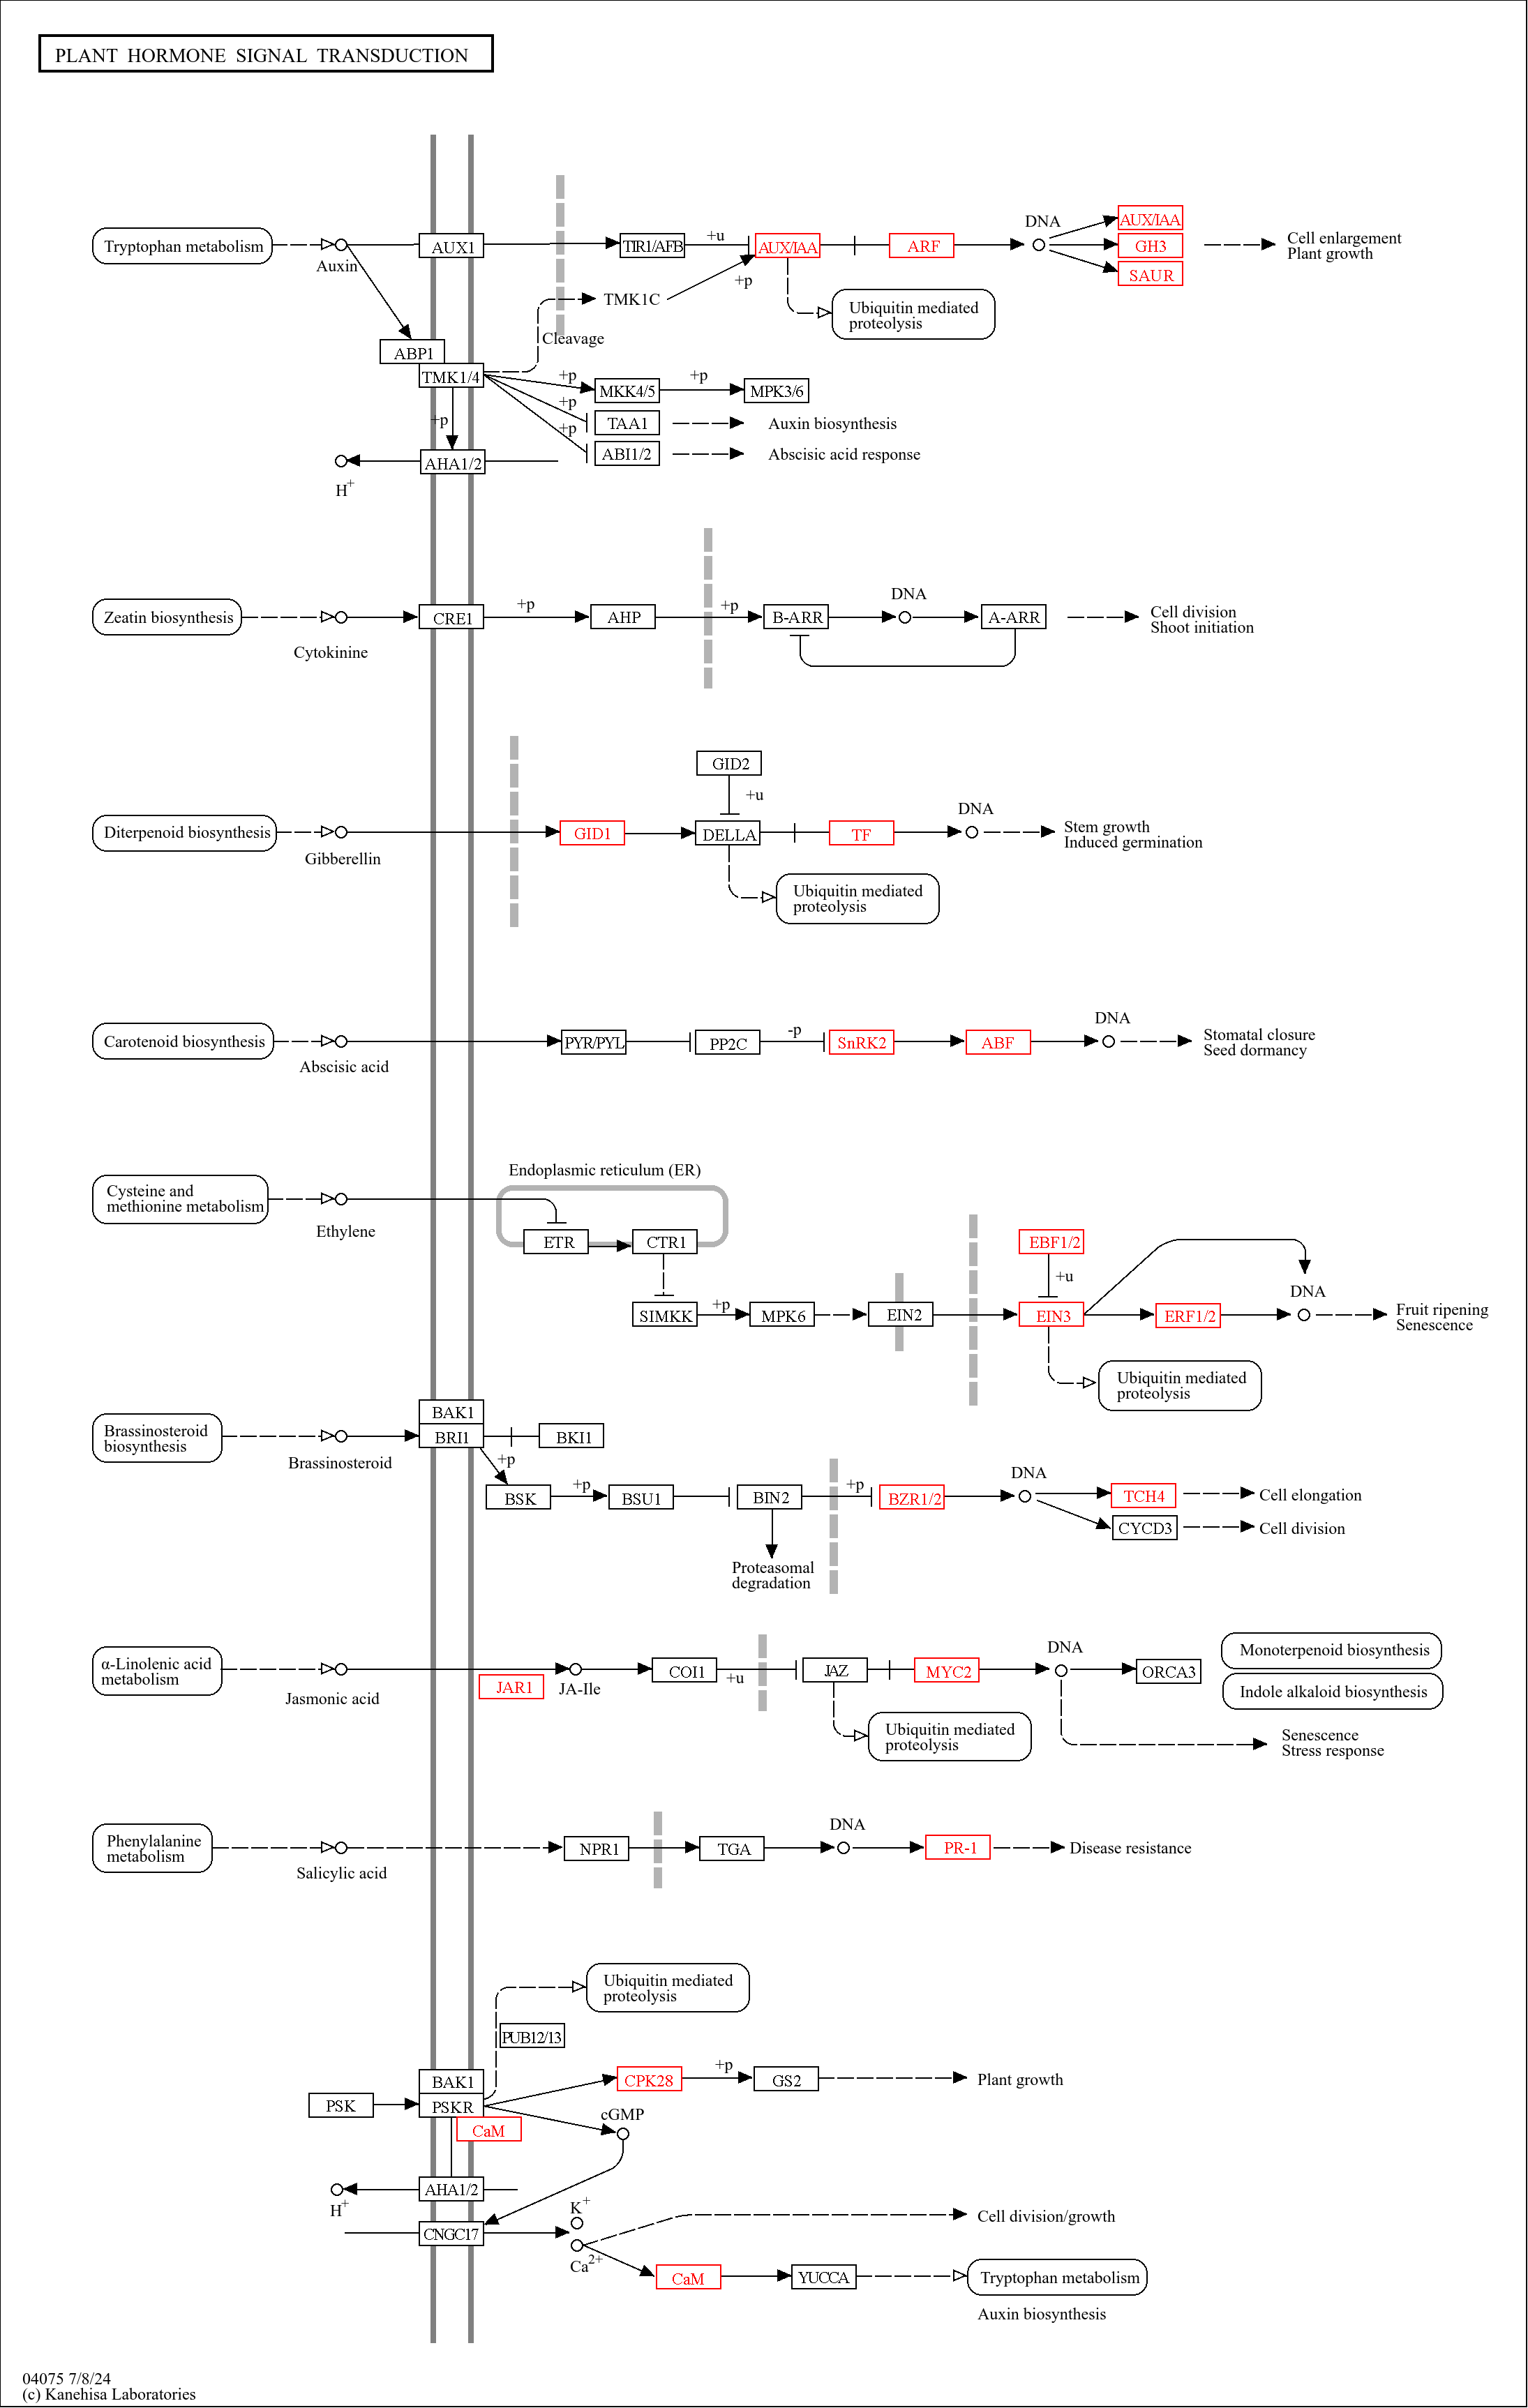 PLANT HORMONE SIGNAL TRANSDUCTION
DNA
AUX/IAA
Tryptophan metabolism
Auxin
AUX1
TIR1/AFB
+u
AUX/IAA
ARF
GH3
Cell enlargement
Plant growth
SAUR
+p
TMK1C
Ubiquitin mediated
proteolysis
Cleavage
ABP1
TMK1/4
+p
MKK4/5
+p
MPK3/6
+p
TAA1
Auxin biosynthesis
+p
+p
ABI1/2
Abscisic acid response
AHA1/2
H+
DNA
Zeatin biosynthesis
Cytokinine
CRE1
+p
AHP
+p
B-ARR
A-ARR
Cell division
Shoot initiation
GID2
+u
DNA
Diterpenoid biosynthesis
Gibberellin
GID1
DELLA
TF
Stem growth
Induced germination
Ubiquitin mediated
proteolysis
DNA
Carotenoid biosynthesis
Abscisic acid
PYR/PYL
PP2C
-p
SnRK2
ABF
Stomatal closure
Seed dormancy
Endoplasmic reticulum (ER)
Cysteine and
methionine metabolism
Ethylene
ETR
CTR1
EBF1/2
+u
DNA
SIMKK
+p
MPK6
EIN2
EIN3
ERF1/2
Fruit ripening
Senescence
Ubiquitin mediated
proteolysis
BAK1
Brassinosteroid
biosynthesis
Brassinosteroid
BRI1
BKI1
+p
BSK
+p
BSU1
BIN2
+p
BZR1/2
DNA
TCH4
Cell elongation
CYCD3
Cell division
Proteasomal
degradation
α-Linolenic acid
metabolism
Jasmonic acid
JAR1
JA-Ile
COI1
+u
JAZ
MYC2
DNA
ORCA3
Monoterpenoid biosynthesis
Indole alkaloid biosynthesis
Ubiquitin mediated
proteolysis
Senescence
Stress response
Phenylalanine
metabolism
Salicylic acid
NPR1
TGA
DNA
PR-1
Disease resistance
Ubiquitin mediated
proteolysis
PUB12/13
BAK1
CPK28
+p
GS2
Plant growth
PSK
PSKR
CaM
cGMP
AHA1/2
H+
K+
CNGC17
Cell division/growth
Ca2+
CaM
YUCCA
Tryptophan metabolism
Auxin biosynthesis
04075 7/8/24
(c) Kanehisa Laboratories